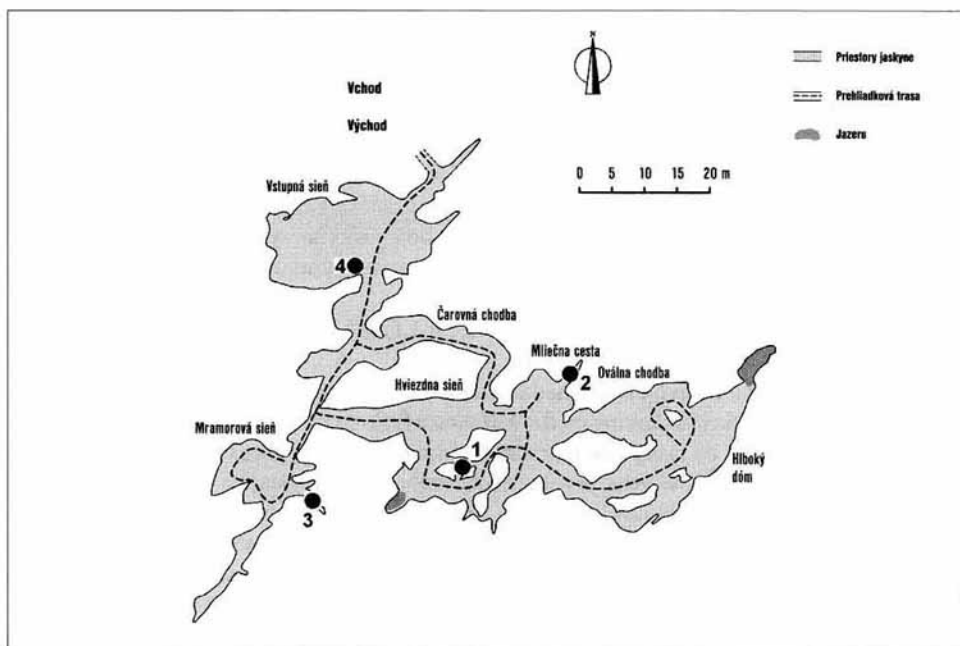 N
Vchod
Východ
Priestory jaskyne
Prehliadková trasa
Jazero
0 5 10 15 20 m
Vstupná sieň
4
Čarovná chodba
Mliečna cesta
2
Oválna chodba
Hviezdna sieň
Mramorová sieň
1
Hlboký
dóm
3